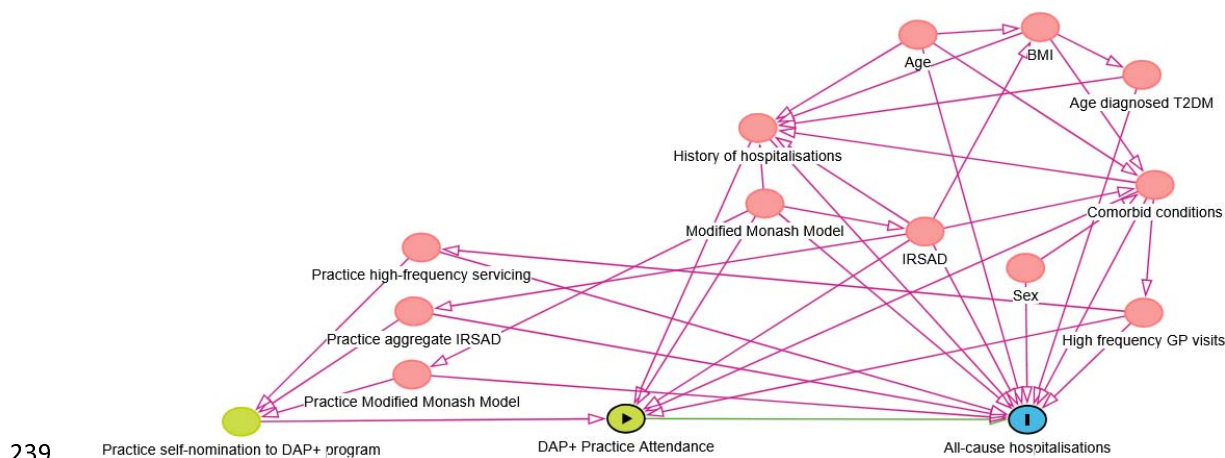 Age
BMI
Age diagnosed T2DM
History of hospitalisations
Comorbid conditions
Modified Monash Model
IRSAD
Practice high-frequency servicing
Sex
Practice aggregate IRSAD
High frequency GP visits
Practice Modified Monash Model
239
Practice self-nomination to DAP+ program
DAP+ Practice Attendance
All-cause hospitalisations